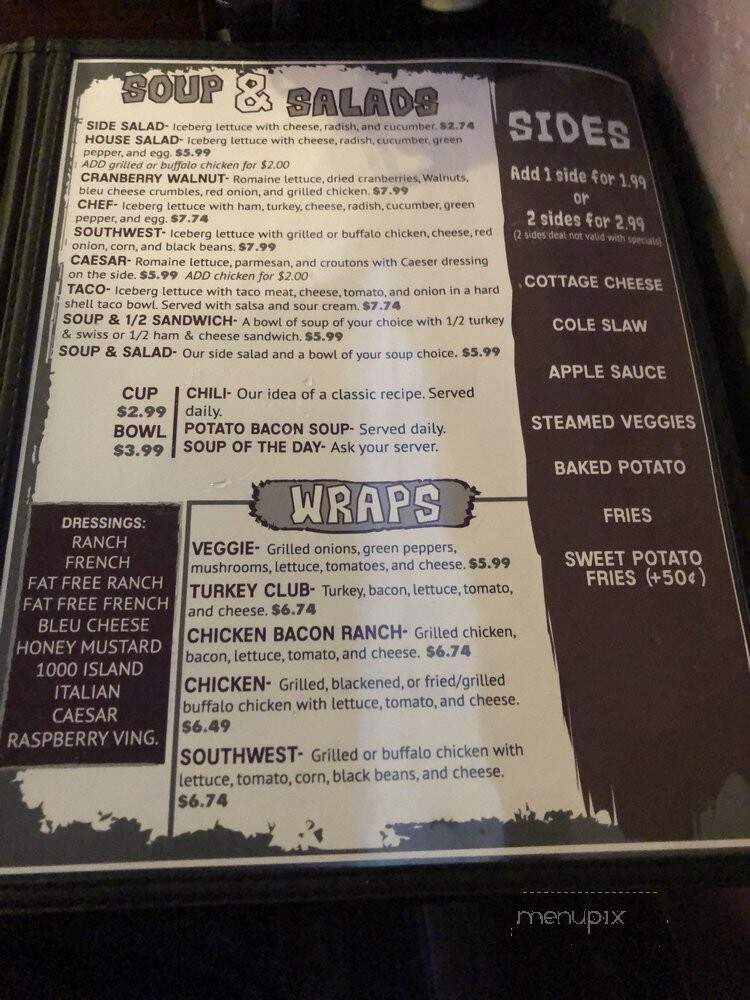 SOUP & SALADS
SIDE SALAD- Iceberg lettuce with cheese, radish, and cucumber. $2.74
HOUSE SALAD- Iceberg lettuce with cheese, radish, cucumber, green
pepper, and egg. $5.99
ADD grilled or buffalo chicken for $2.00
CRANBERRY WALNUT- Romaine lettuce, dried cranberries, Walnuts,
bleu cheese crumbles, red onion, and grilled chicken. $7.99
CHEF- Iceberg lettuce with ham, turkey, cheese, radish, cucumber, green
pepper, and egg. $7.74
SOUTHWEST- Iceberg lettuce with grilled or buffalo chicken, cheese, red
onion, corn, and black beans. $7.99
CAESAR- Romaine lettuce, parmesan, and croutons with Caeser dressing
on the side. $5.99 ADD chicken for $2.00
TACO- Iceberg lettuce with taco meat, cheese, tomato, and onion in a hard
shell taco bowl. Served with salsa and sour cream. $7.74
SOUP & 1/2 SANDWICH- A bowl of soup of your choice with 1/2 turkey
& swiss or 1/2 ham & cheese sandwich. $5.99
SOUP & SALAD- Our side salad and a bowl of your soup choice. $5.99
CUP
$2.99
BOWL
$3.99
CHILI- Our idea of a classic recipe. Served
daily.
POTATO BACON SOUP- Served daily.
SOUP OF THE DAY- Ask your server.
DRESSINGS:
RANCH
FRENCH
FAT FREE RANCH
FAT FREE FRENCH
BLEU CHEESE
HONEY MUSTARD
1000 ISLAND
ITALIAN
CAESAR
RASPBERRY VING.
WRAPS
VEGGIE- Grilled onions, green peppers,
mushrooms, lettuce, tomatoes, and cheese. $5.99
TURKEY CLUB- Turkey, bacon, lettuce, tomato,
and cheese. $6.74
CHICKEN BACON RANCH- Grilled chicken,
bacon, lettuce, tomato, and cheese. $6.74
CHICKEN- Grilled, blackened, or fried/grilled
buffalo chicken with lettuce, tomato, and cheese.
$6.49
SOUTHWEST- Grilled or buffalo chicken with
lettuce, tomato, corn, black beans, and cheese.
$6.74
SIDES
Add 1 side for 1.99
or
2 sides for 2.99
(2 sides deal not valid with specials)
COTTAGE CHEESE
COLE SLAW
APPLE SAUCE
STEAMED VEGGIES
BAKED POTATO
FRIES
SWEET POTATO
FRIES (+50¢)
menupix